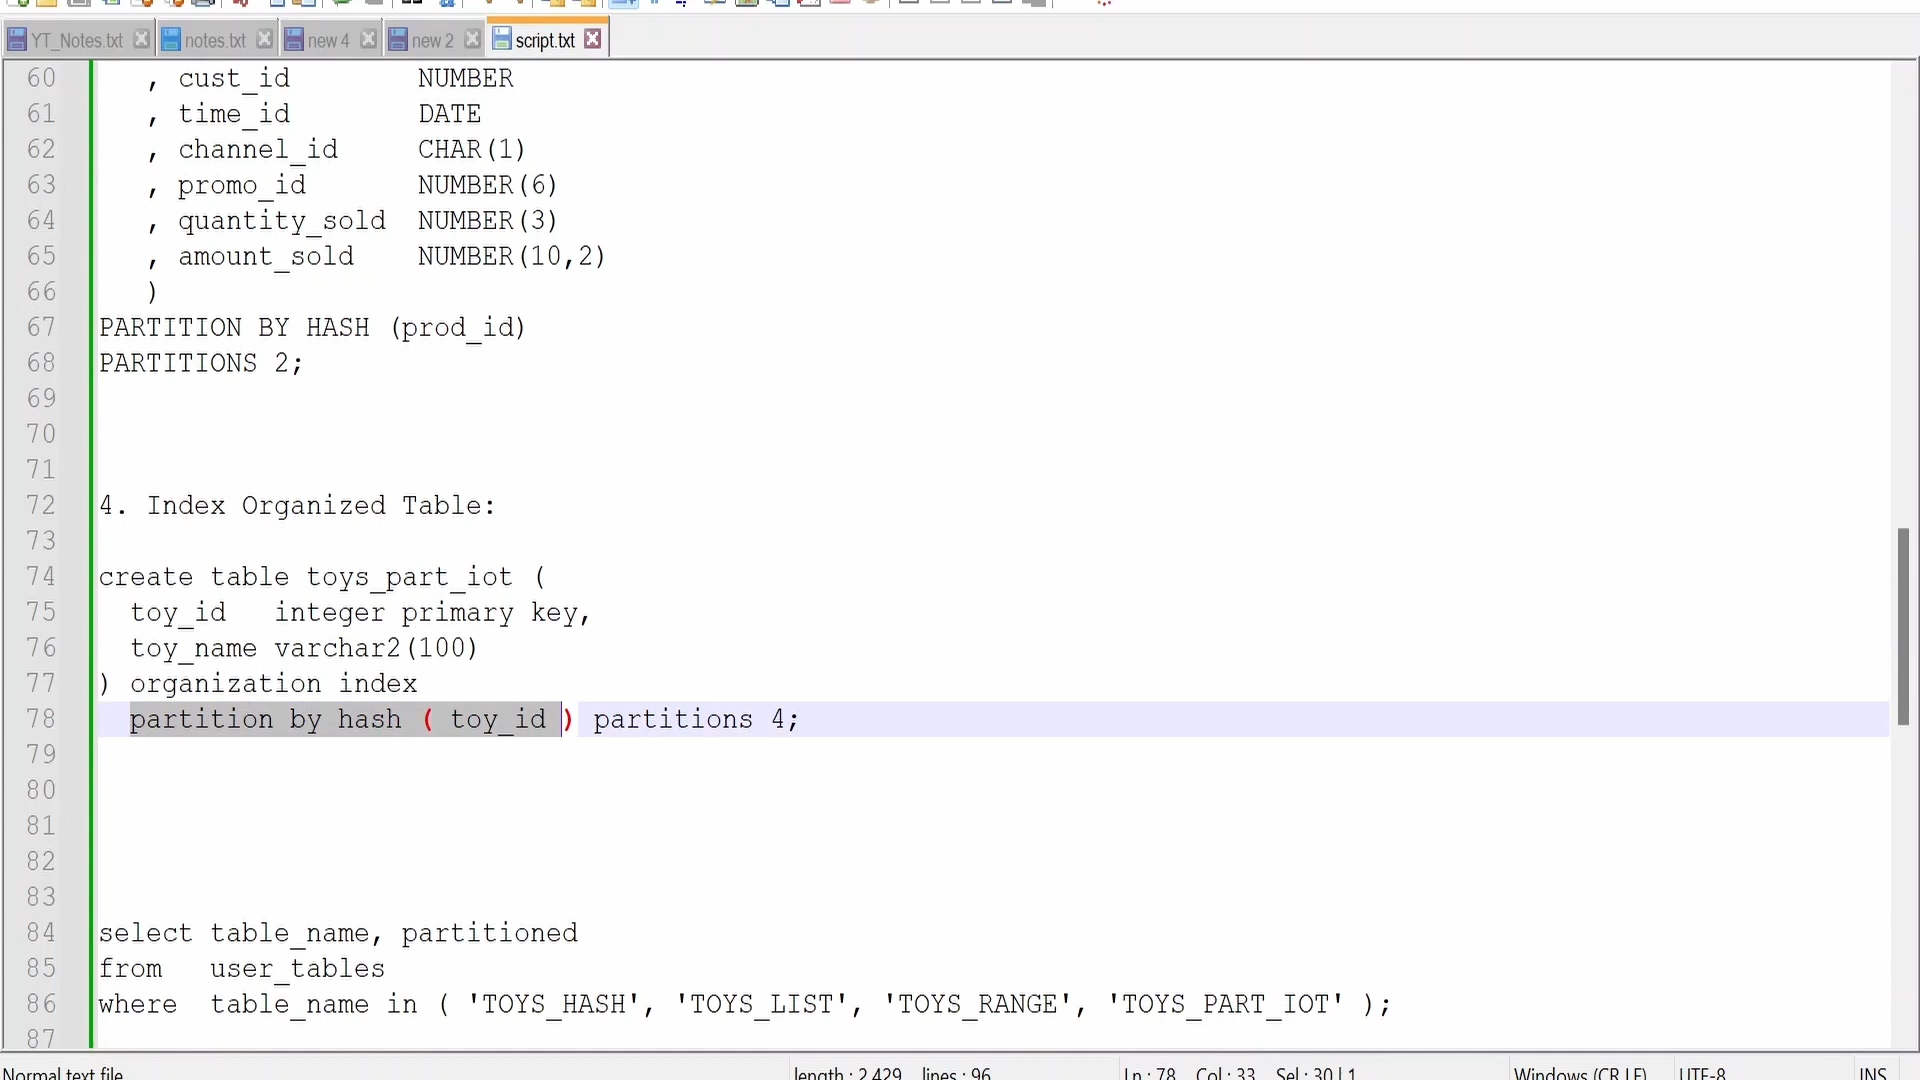 YT_Notes.txt notes.txt new 4 new 2 script.txt
60 , cust_id NUMBER
61 , time_id DATE
62 , channel_id CHAR(1)
63 , promo_id NUMBER(6)
64 , quantity_sold NUMBER(3)
65 , amount_sold NUMBER(10,2)
66 )
67 PARTITION BY HASH (prod_id)
68 PARTITIONS 2;
69
70
71
72 4. Index Organized Table:
73
74 create table toys_part_iot (
75 toy_id integer primary key,
76 toy_name varchar2(100)
77 ) organization index
78 partition by hash ( toy_id ) partitions 4;
79
80
81
82
83
84 select table_name, partitioned
85 from user_tables
86 where table_name in ( 'TOYS_HASH', 'TOYS_LIST', 'TOYS_RANGE', 'TOYS_PART_IOT' );
87
Normal text file length : 2,429 lines : 96 Ln : 78 Col : 33 Sel : 30 | 1 Windows (CR LF) UTF-8 INS